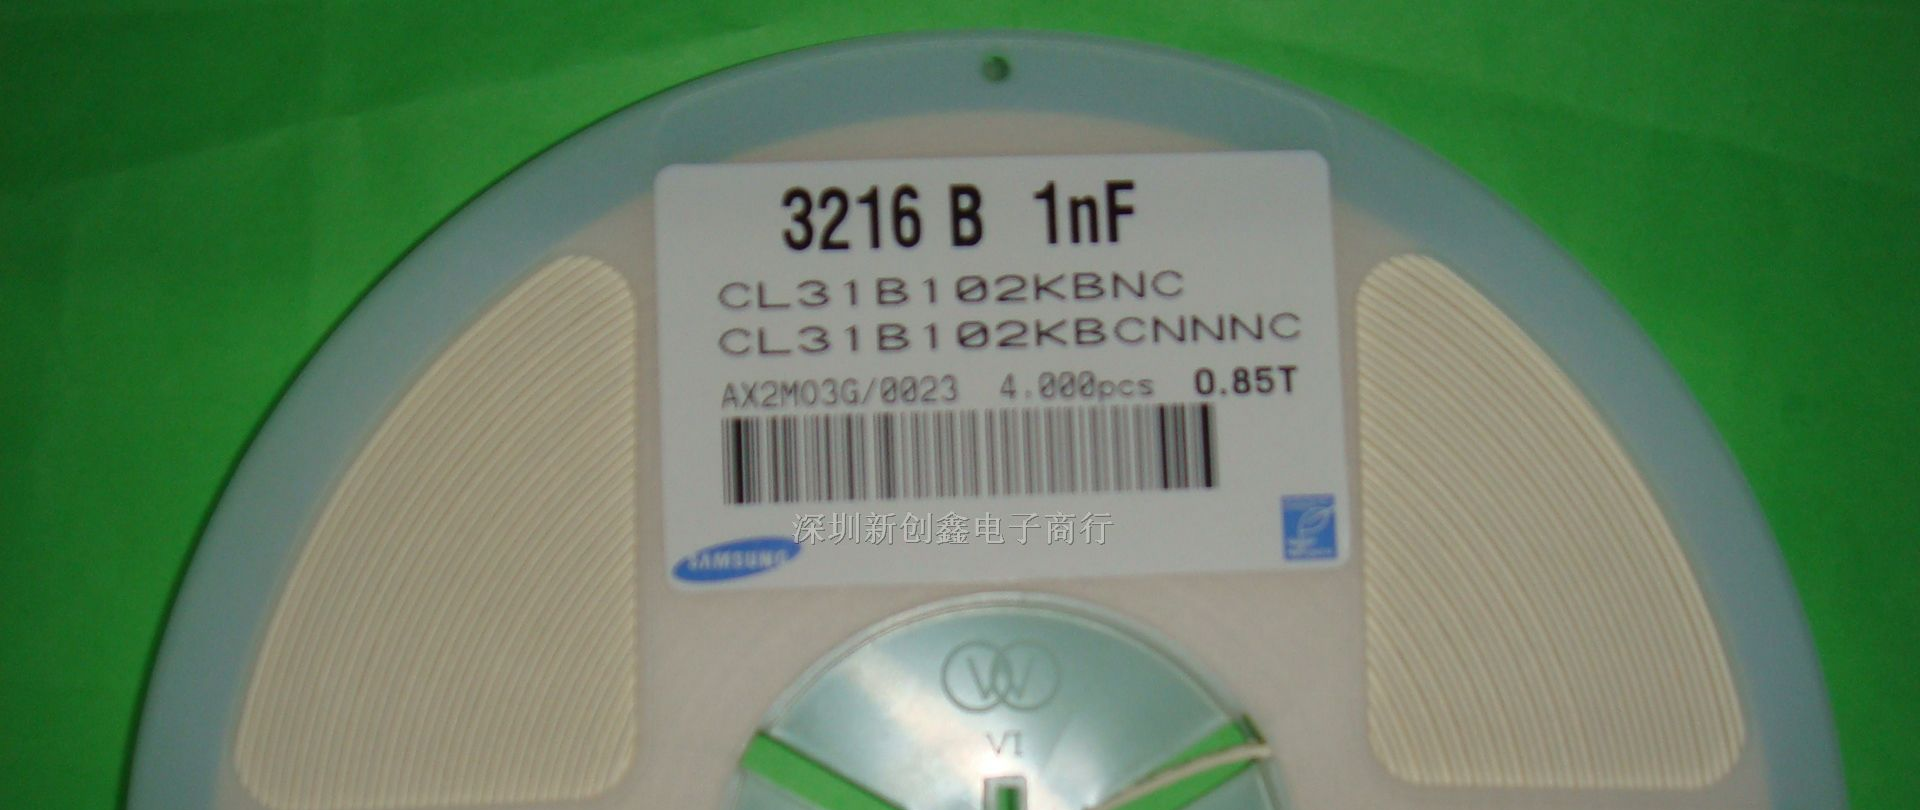 3216 B 1nF
CL31B102KBNC
CL31B102KBCNNNC
AX2M03G/0023 4.000pcs 0.85T
深圳新创鑫电子商行
SAMSUNG
VI